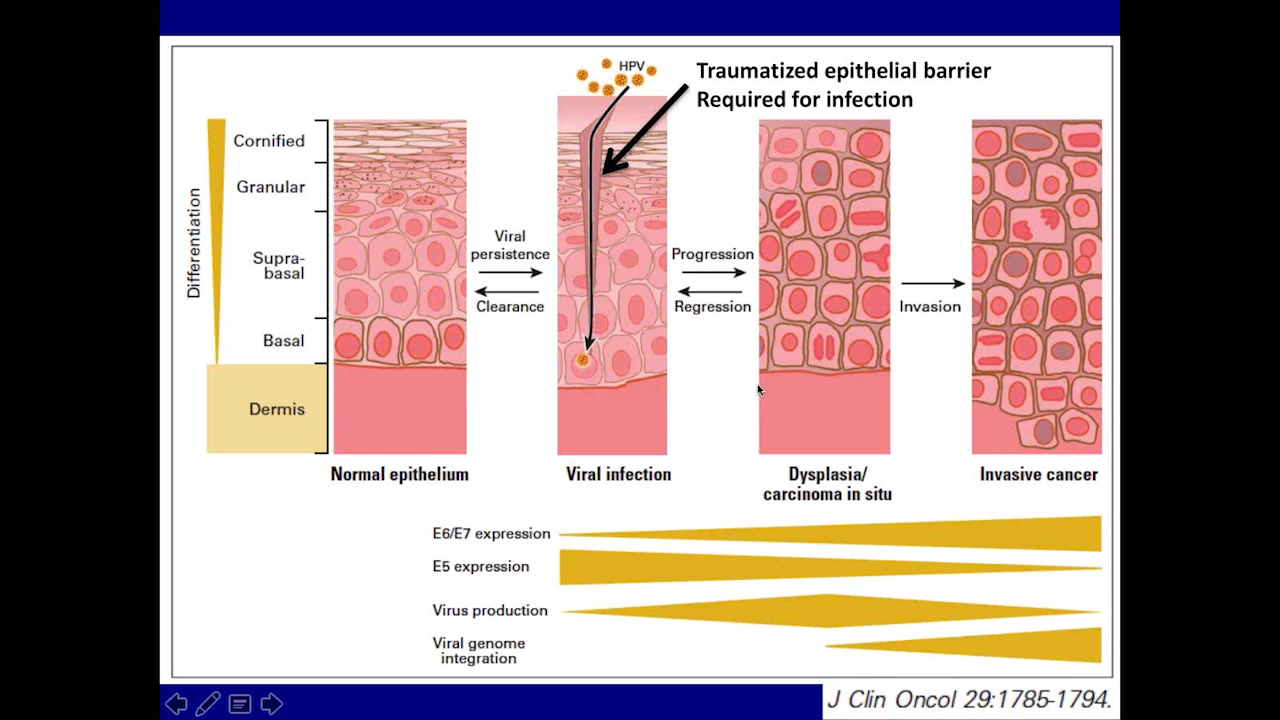 HPV
Traumatized epithelial barrier
Required for infection
Differentiation
Cornified
Granular
Supra-
basal
Basal
Dermis
Viral
persistence
Clearance
Progression
Regression
Invasion
Normal epithelium
Viral infection
Dysplasia/
carcinoma in situ
Invasive cancer
E6/E7 expression
E5 expression
Virus production
Viral genome
integration
J Clin Oncol 29:1785-1794.